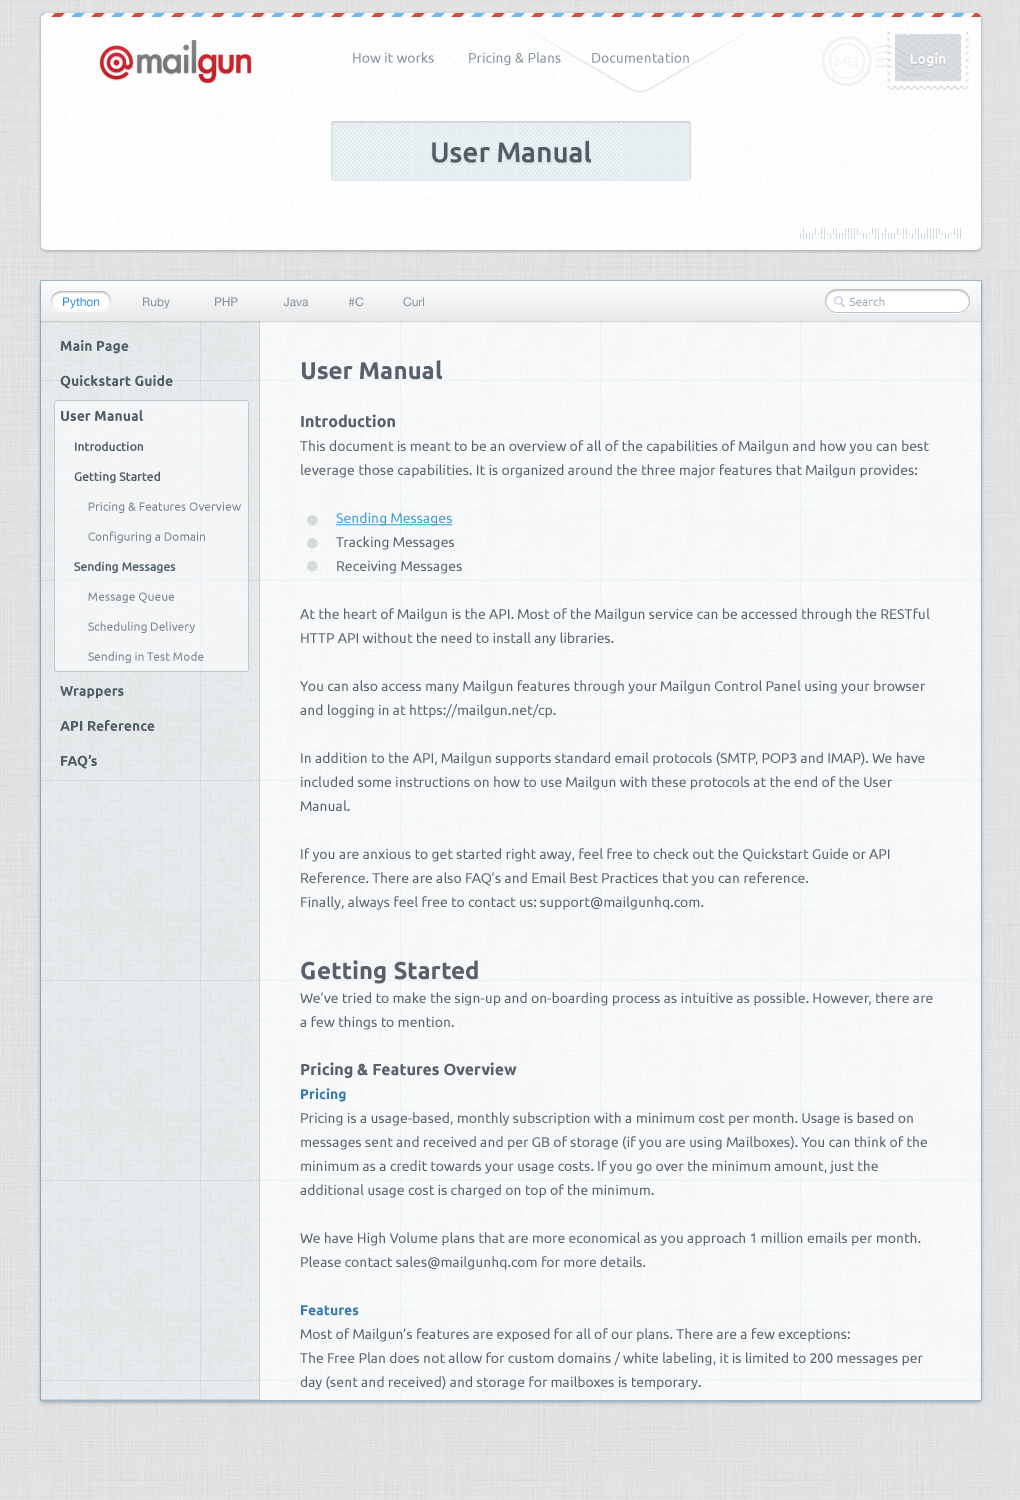 @mailgun
How it works Pricing & Plans Documentation
MG
Login
User Manual
Python Ruby PHP Java #C Curl
Search
Main Page
Quickstart Guide
User Manual
Introduction
Getting Started
Pricing & Features Overview
Configuring a Domain
Sending Messages
Message Queue
Scheduling Delivery
Sending in Test Mode
Wrappers
API Reference
FAQ's
User Manual
Introduction
This document is meant to be an overview of all of the capabilities of Mailgun and how you can best
leverage those capabilities. It is organized around the three major features that Mailgun provides:
Sending Messages
Tracking Messages
Receiving Messages
At the heart of Mailgun is the API. Most of the Mailgun service can be accessed through the RESTful
HTTP API without the need to install any libraries.
You can also access many Mailgun features through your Mailgun Control Panel using your browser
and logging in at https://mailgun.net/cp.
In addition to the API, Mailgun supports standard email protocols (SMTP, POP3 and IMAP). We have
included some instructions on how to use Mailgun with these protocols at the end of the User
Manual.
If you are anxious to get started right away, feel free to check out the Quickstart Guide or API
Reference. There are also FAQ's and Email Best Practices that you can reference.
Finally, always feel free to contact us: support@mailgunhq.com.
Getting Started
We've tried to make the sign-up and on-boarding process as intuitive as possible. However, there are
a few things to mention.
Pricing & Features Overview
Pricing
Pricing is a usage-based, monthly subscription with a minimum cost per month. Usage is based on
messages sent and received and per GB of storage (if you are using Mailboxes). You can think of the
minimum as a credit towards your usage costs. If you go over the minimum amount, just the
additional usage cost is charged on top of the minimum.
We have High Volume plans that are more economical as you approach 1 million emails per month.
Please contact sales@mailgunhq.com for more details.
Features
Most of Mailgun's features are exposed for all of our plans. There are a few exceptions:
The Free Plan does not allow for custom domains / white labeling, it is limited to 200 messages per
day (sent and received) and storage for mailboxes is temporary.